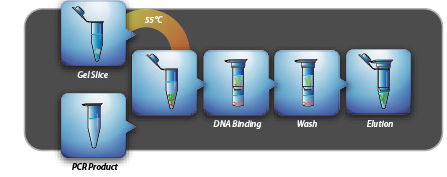 55°C
Gel Slice
DNA Binding
Wash
Elution
PCR Product